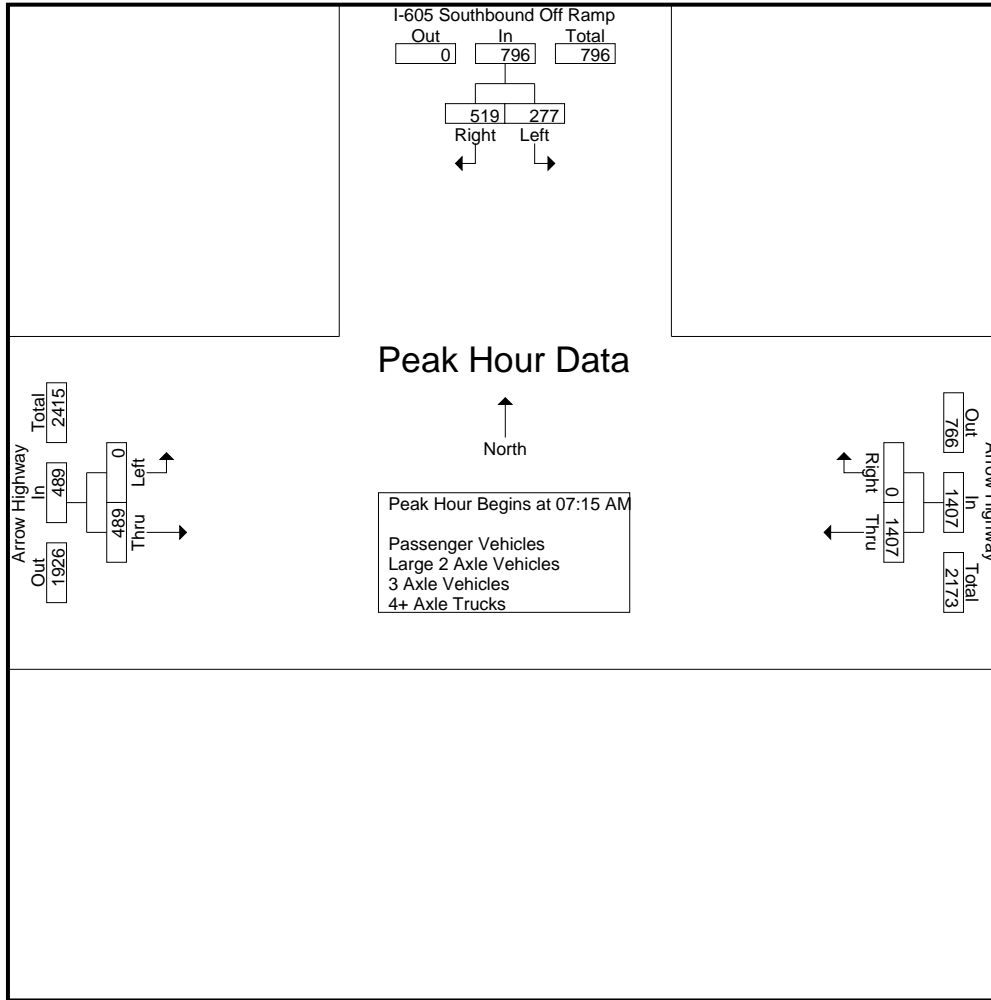 I-605 Southbound Off Ramp
Out In Total
0 796 796
519 277
Right Left
Peak Hour Data
North
Peak Hour Begins at 07:15 AM
Passenger Vehicles
Large 2 Axle Vehicles
3 Axle Vehicles
4+ Axle Trucks
Arrow Highway
Out In Total
1926 489 2415
Left
0
Thru
489
Arrow Highway
Out In Total
766 1407 2173
Right
0
Thru
1407